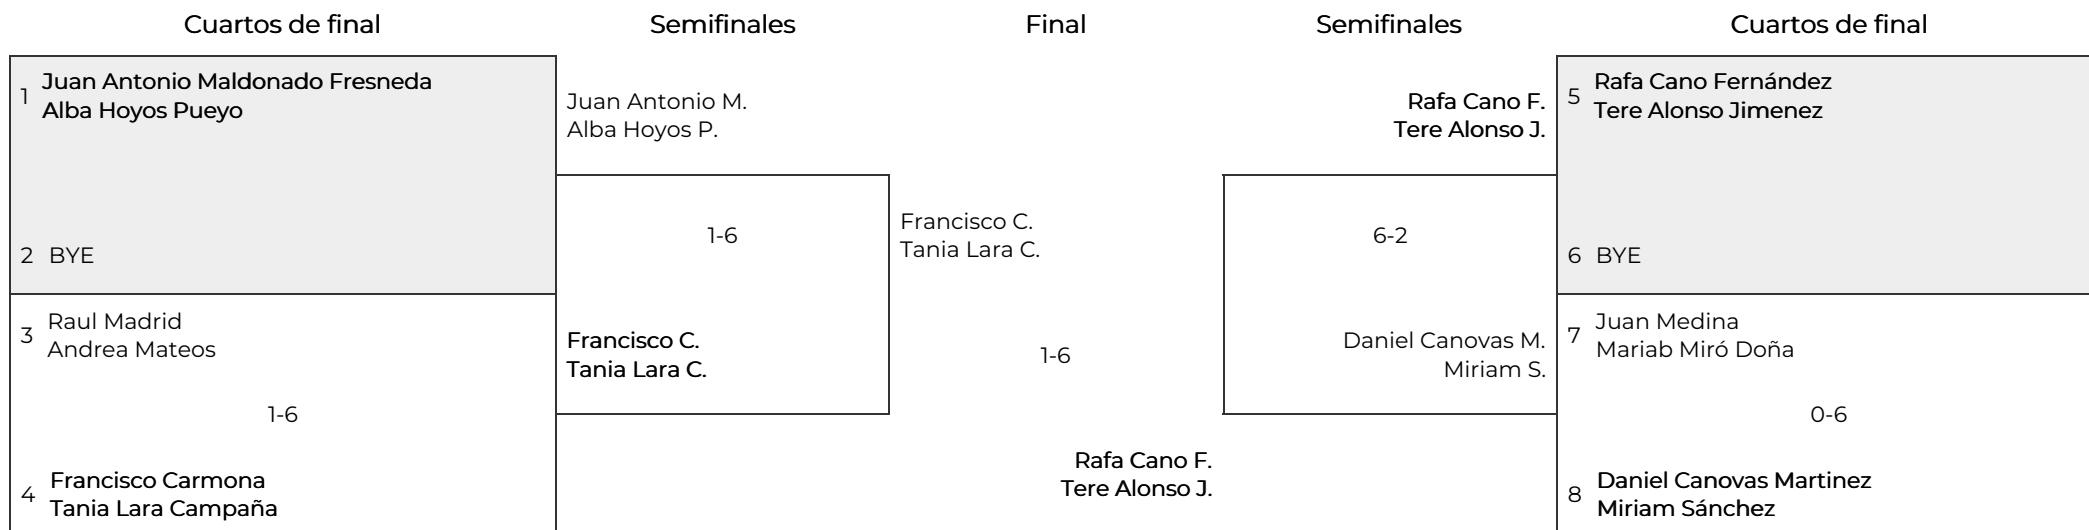 Cuartos de final
Semifinales
Final
Semifinales
Cuartos de final
1
Juan Antonio Maldonado Fresneda
Alba Hoyos Pueyo
2 BYE
3
Raul Madrid
Andrea Mateos
1-6
4
Francisco Carmona
Tania Lara Campaña
Juan Antonio M.
Alba Hoyos P.
1-6
Francisco C.
Tania Lara C.
Francisco C.
Tania Lara C.
1-6
Rafa Cano F.
Tere Alonso J.
Rafa Cano F.
Tere Alonso J.
6-2
Daniel Canovas M.
Miriam S.
5
Rafa Cano Fernández
Tere Alonso Jimenez
6 BYE
7
Juan Medina
Mariab Miró Doña
0-6
8
Daniel Canovas Martinez
Miriam Sánchez